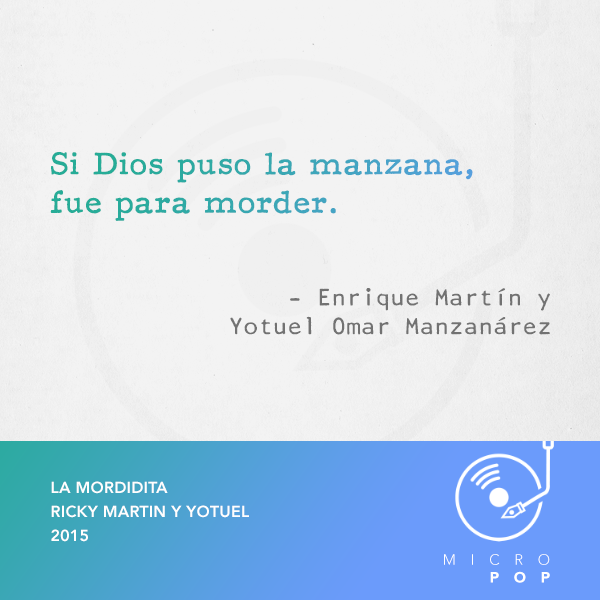 Si Dios puso la manzana,
fue para morder.
– Enrique Martín y
Yotuel Omar Manzanárez
LA MORDIDITA
RICKY MARTIN Y YOTUEL
2015
MICRO
POP